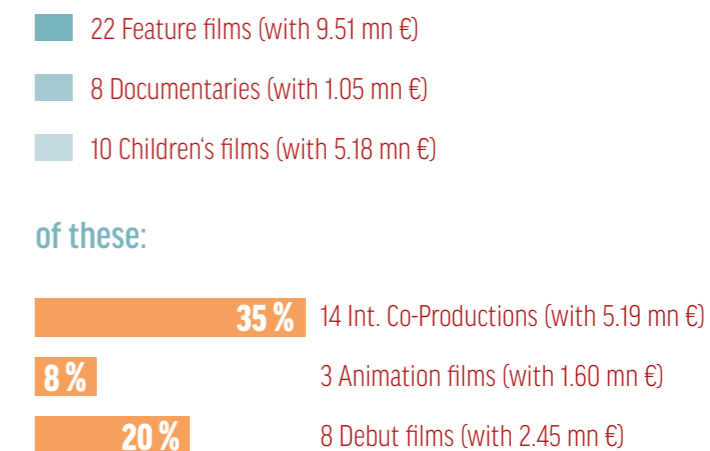 22 Feature films (with 9.51 mn €)
8 Documentaries (with 1.05 mn €)
10 Children‘s films (with 5.18 mn €)
of these:
35 % 14 Int. Co-Productions (with 5.19 mn €)
8 % 3 Animation films (with 1.60 mn €)
20 % 8 Debut films (with 2.45 mn €)